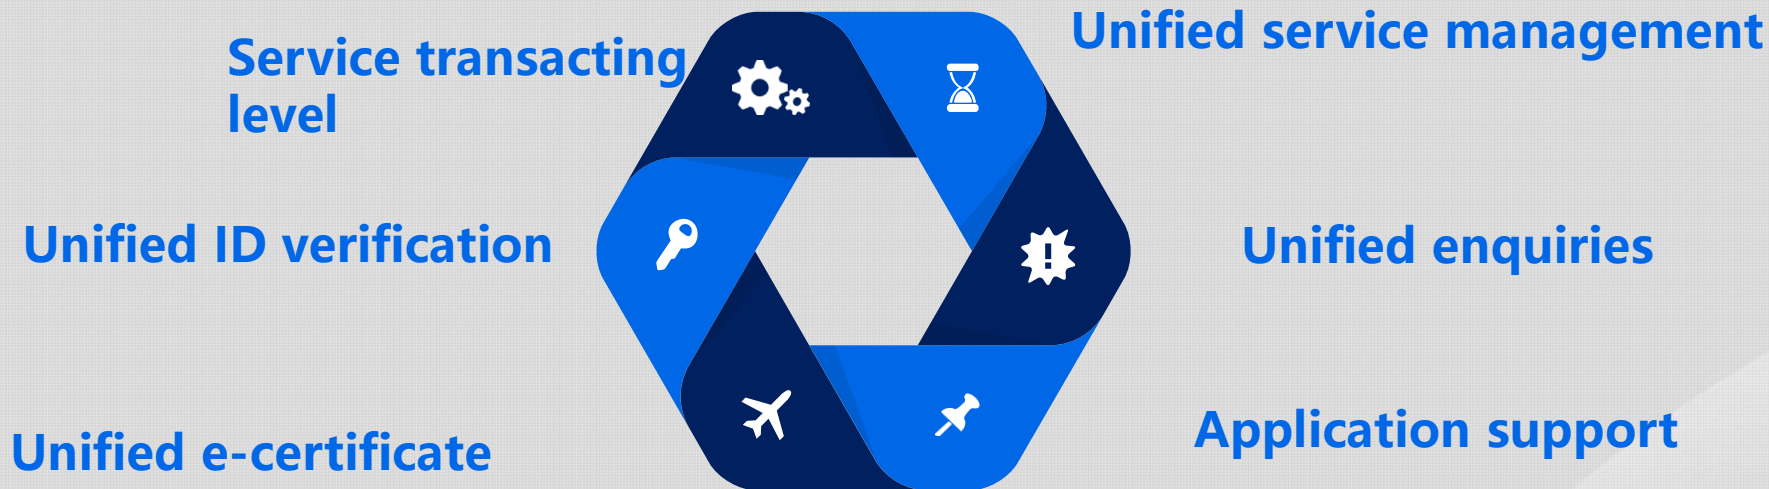 Service transacting
level
Unified service management
Unified ID verification
Unified enquiries
Unified e-certificate
Application support